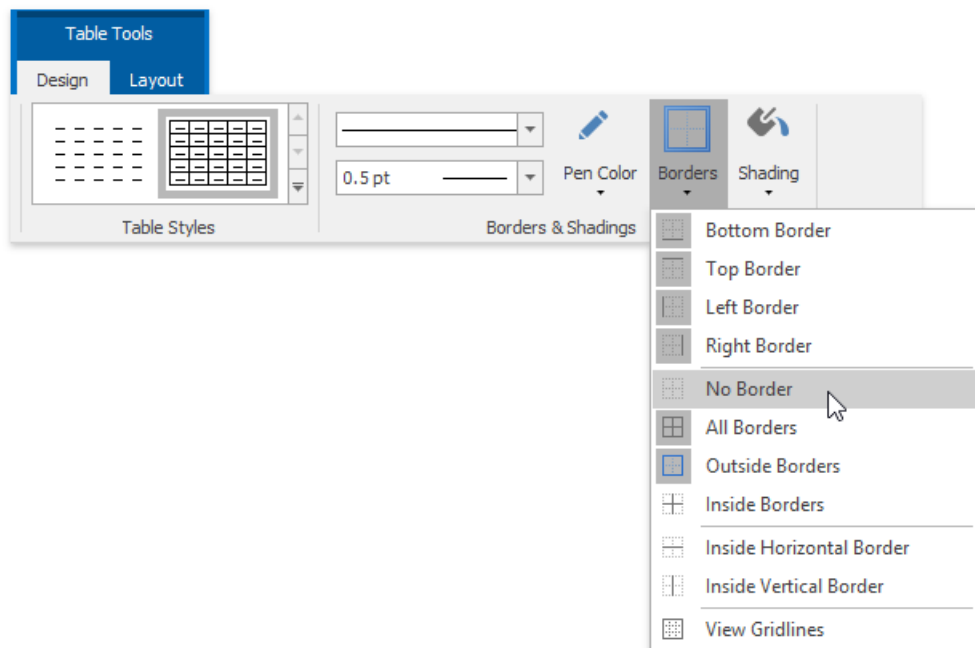 Table Tools
Design Layout
0.5 pt
Pen Color Borders Shading
Table Styles Borders & Shadings
Bottom Border
Top Border
Left Border
Right Border
No Border
All Borders
Outside Borders
Inside Borders
Inside Horizontal Border
Inside Vertical Border
View Gridlines